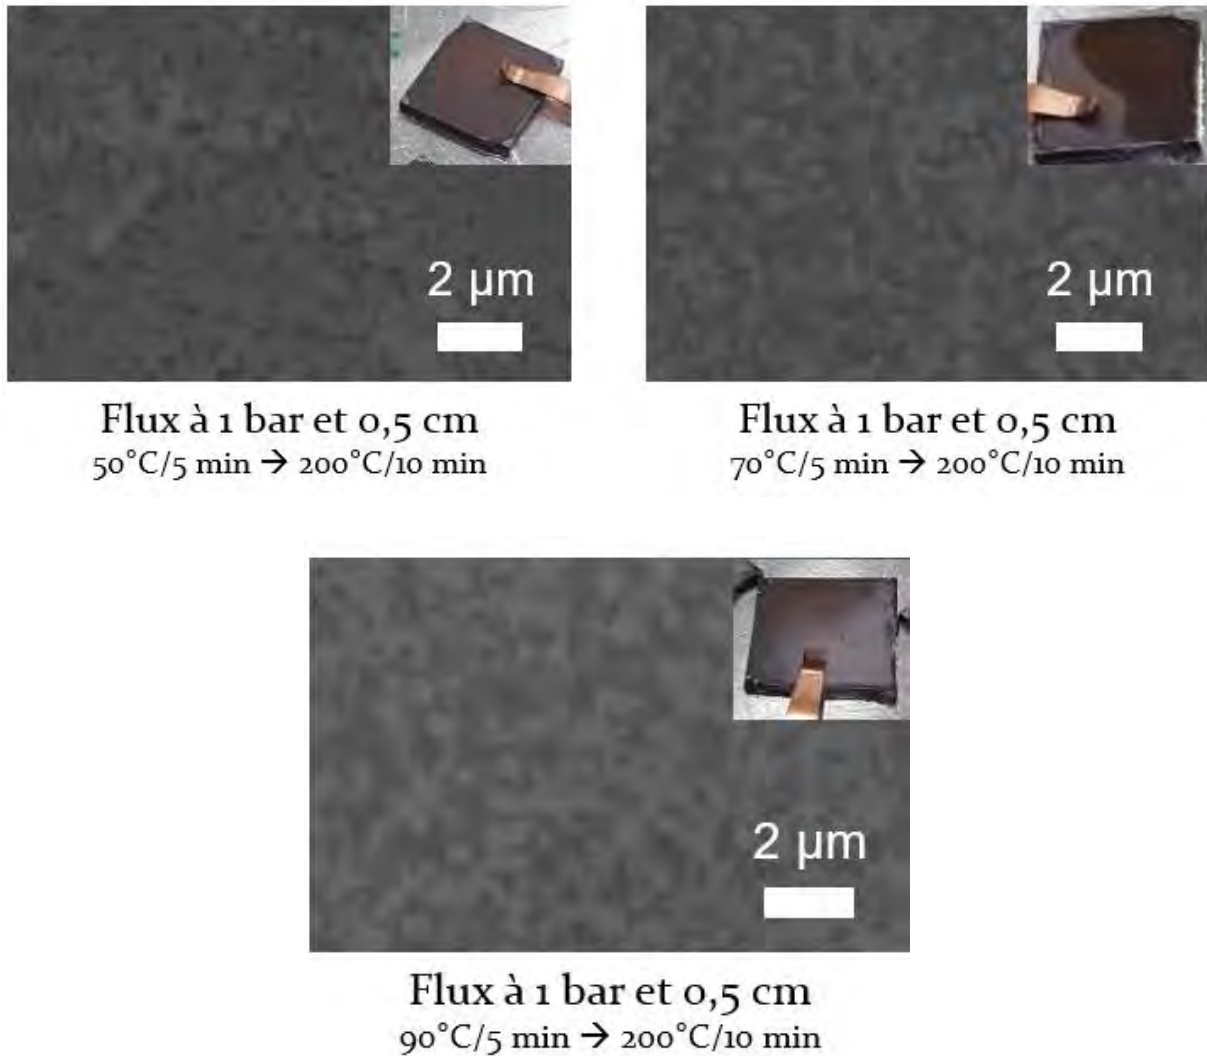 2 µm
2 µm
Flux à 1 bar et 0,5 cm
50°C/5 min → 200°C/10 min
Flux à 1 bar et 0,5 cm
70°C/5 min → 200°C/10 min
2 µm
Flux à 1 bar et 0,5 cm
90°C/5 min → 200°C/10 min